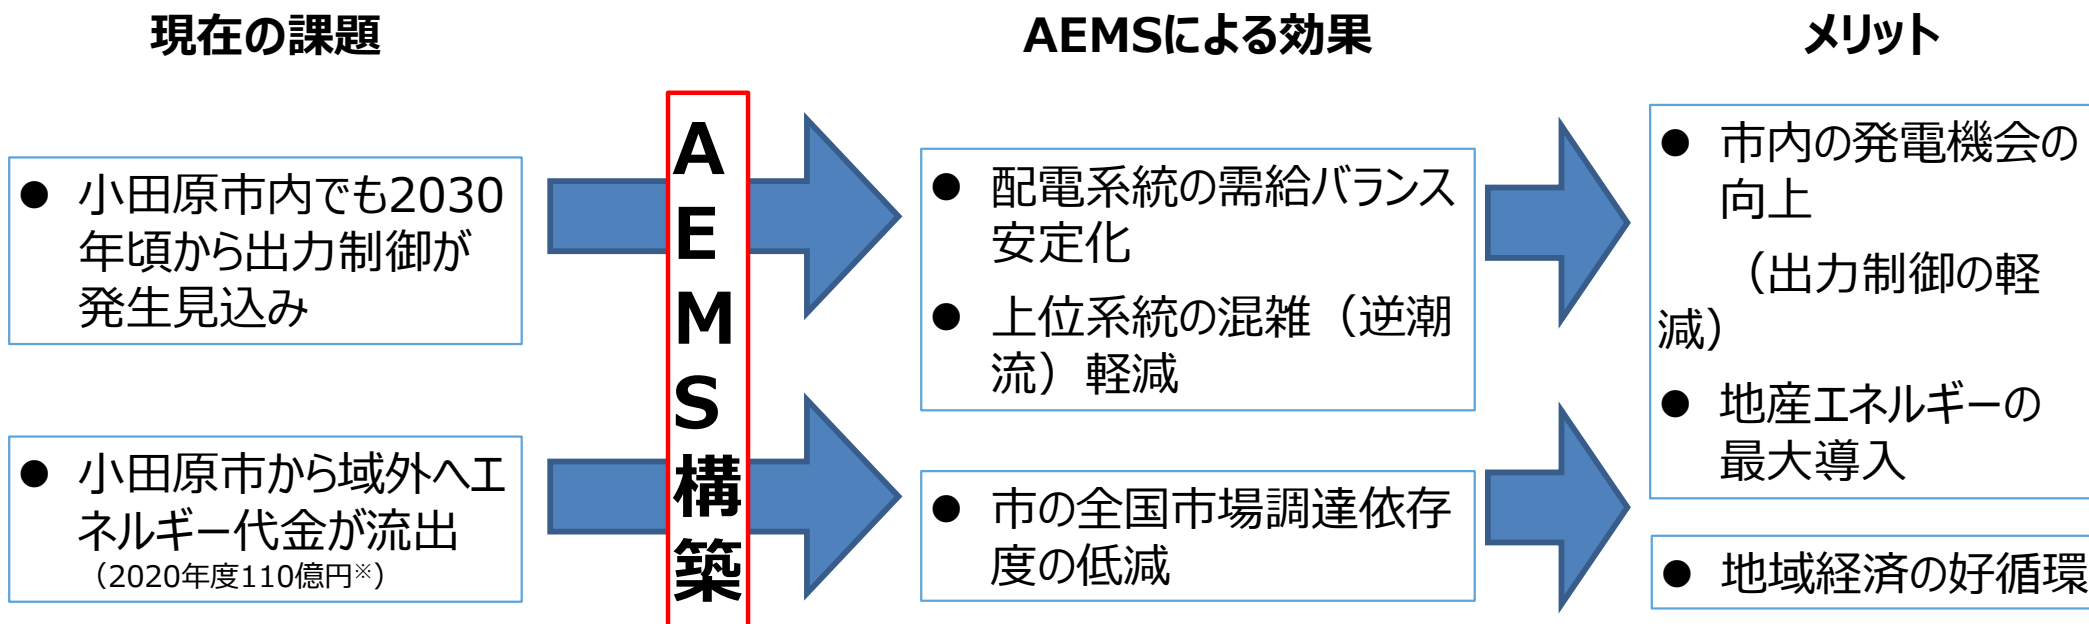 現在の課題
AEMSによる効果
メリット
● 小田原市内でも2030
年頃から出力制御が
発生見込み
● 小田原市から域外へエ
ネルギー代金が流出
（2020年度110億円※）
AEMS構築
● 配電系統の需給バランス
安定化
● 上位系統の混雑（逆潮
流）軽減
● 市の全国市場調達依存
度の低減
● 市内の発電機会の
向上
（出力制御の軽
減）
● 地産エネルギーの
最大導入
● 地域経済の好循環